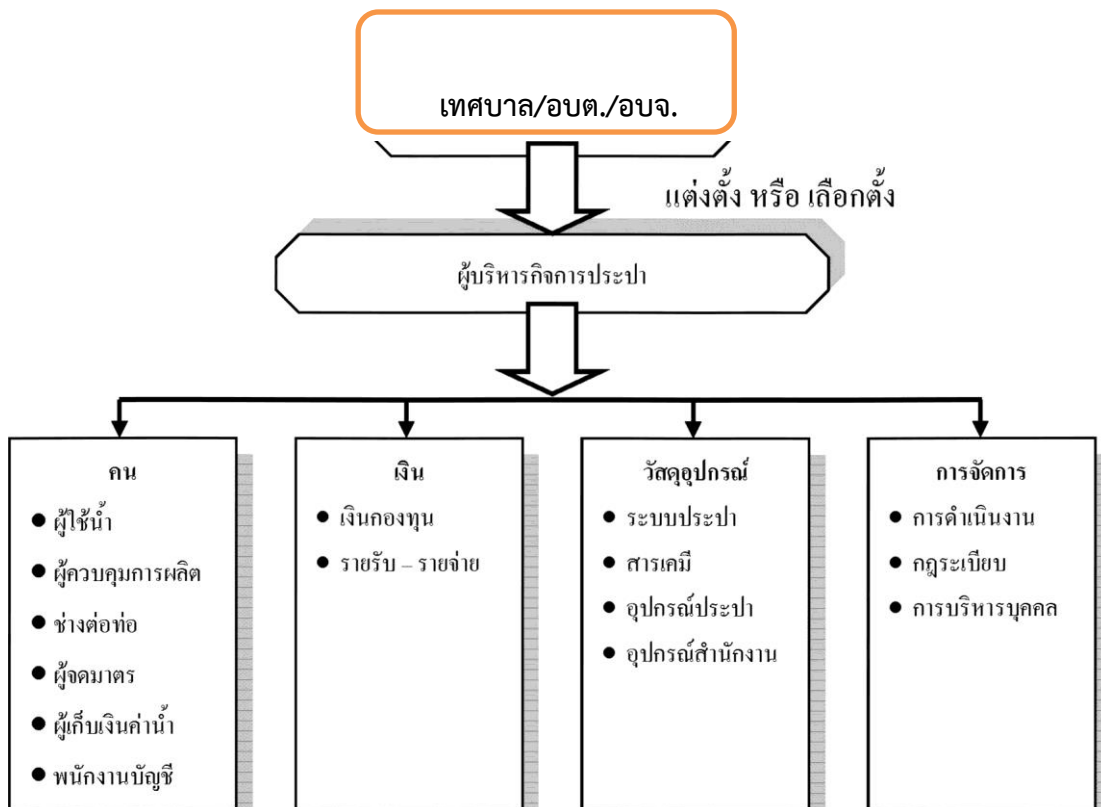 เทศบาล/อบต./อบจ.
แต่งตั้ง หรือ เลือกตั้ง
ผู้บริหารกิจการประปา
คน
● ผู้ใช้น้ำ
● ผู้ควบคุมการผลิต
● ช่างต่อท่อ
● ผู้จดมาตร
● ผู้เก็บเงินค่าน้ำ
● พนักงานบัญชี
เงิน
● เงินกองทุน
● รายรับ – รายจ่าย
วัสดุอุปกรณ์
● ระบบประปา
● สารเคมี
● อุปกรณ์ประปา
● อุปกรณ์สำนักงาน
การจัดการ
● การดำเนินงาน
● กฎระเบียบ
● การบริหารบุคคล